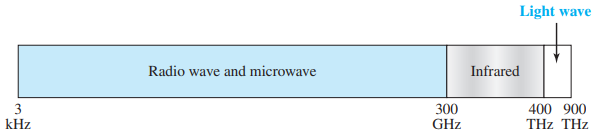 Light wave
Radio wave and microwave
Infrared
3 300 400 900
kHz GHz THz THz